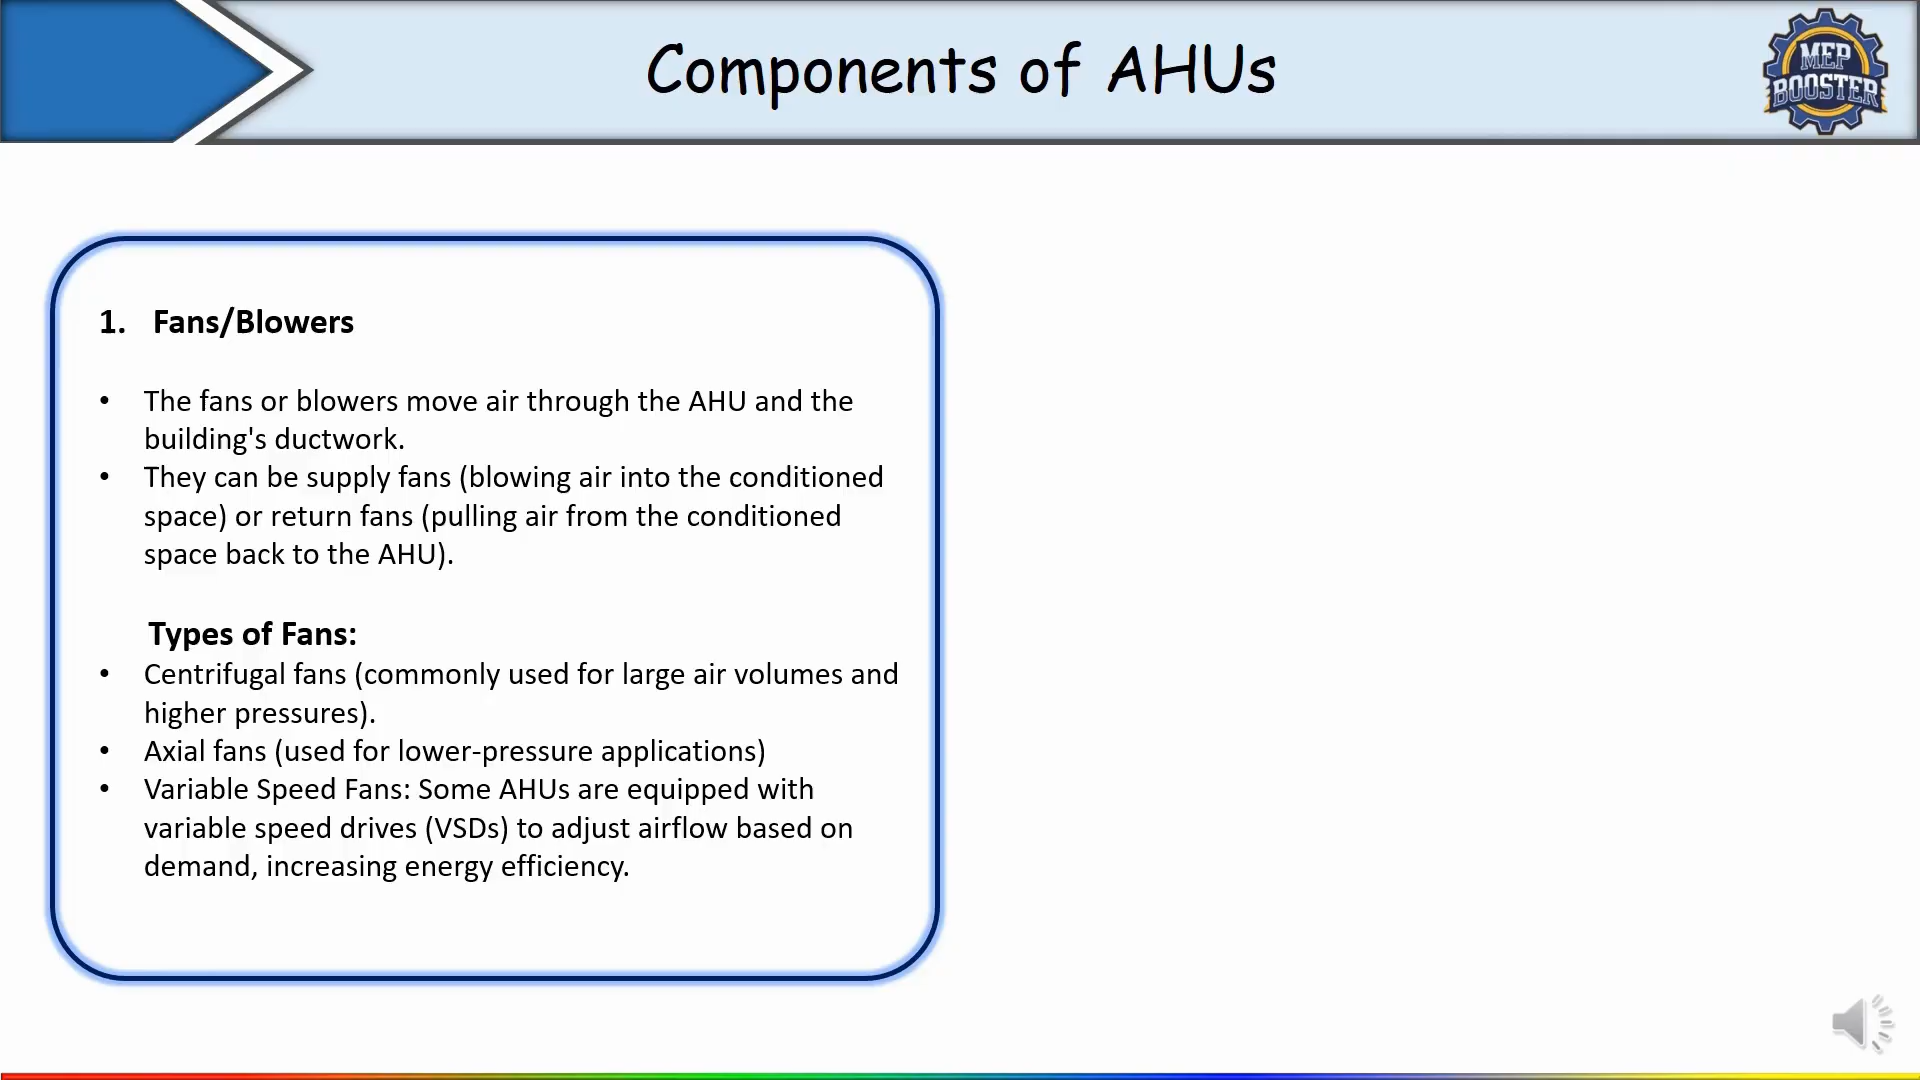 Components of AHUs
MEP
BOOSTER
1. Fans/Blowers
• The fans or blowers move air through the AHU and the
building's ductwork.
• They can be supply fans (blowing air into the conditioned
space) or return fans (pulling air from the conditioned
space back to the AHU).
Types of Fans:
• Centrifugal fans (commonly used for large air volumes and
higher pressures).
• Axial fans (used for lower-pressure applications)
• Variable Speed Fans: Some AHUs are equipped with
variable speed drives (VSDs) to adjust airflow based on
demand, increasing energy efficiency.